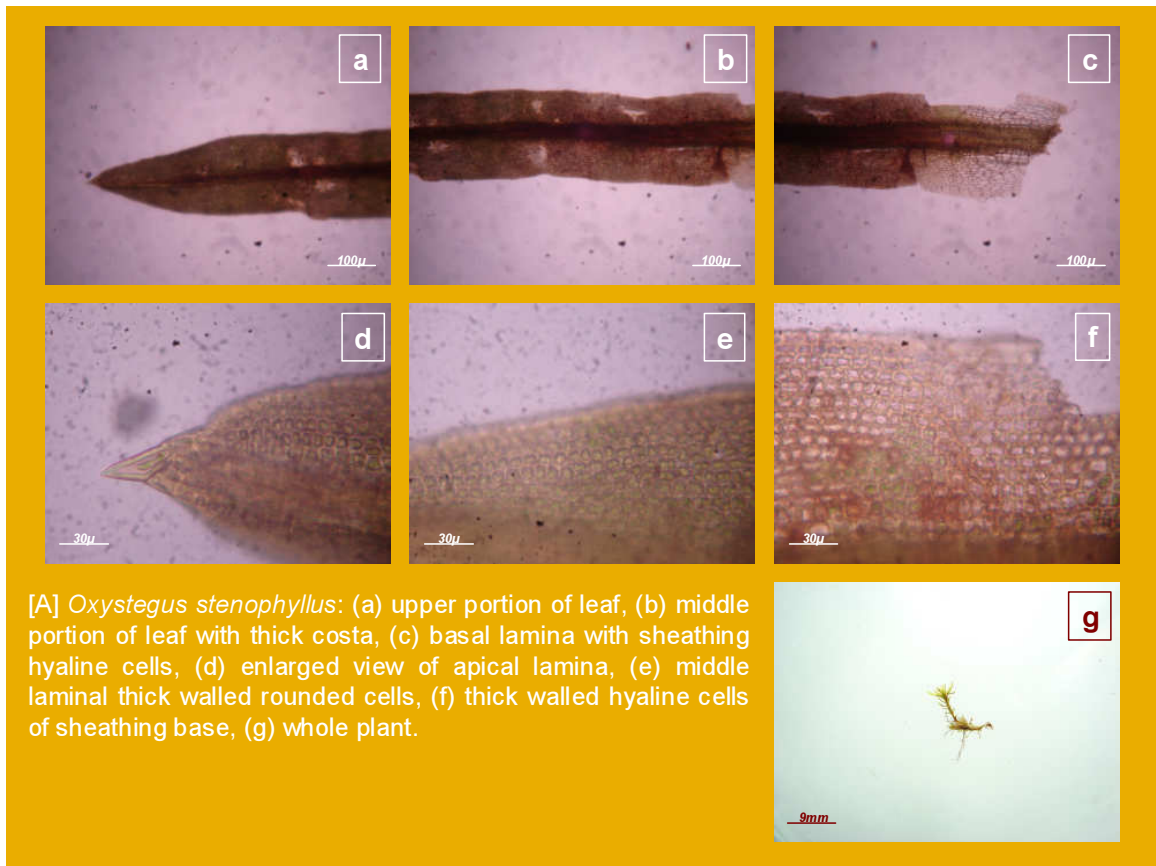 a
b
c
100μ
100μ
100μ
d
e
f
30μ
30μ
30μ
[A] Oxystegus stenophyllus: (a) upper portion of leaf, (b) middle
portion of leaf with thick costa, (c) basal lamina with sheathing
hyaline cells, (d) enlarged view of apical lamina, (e) middle
laminal thick walled rounded cells, (f) thick walled hyaline cells
of sheathing base, (g) whole plant.
g
9mm